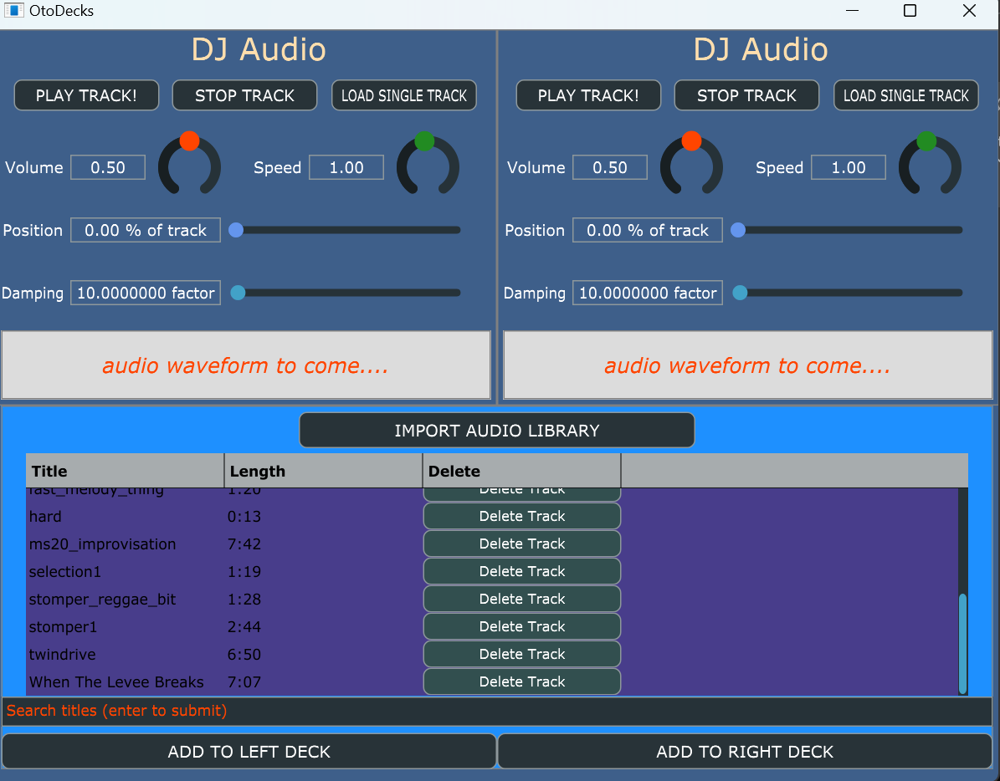 OtoDecks
DJ Audio
PLAY TRACK! STOP TRACK LOAD SINGLE TRACK
Volume 0.50 Speed 1.00
Position 0.00 % of track
Damping 10.0000000 factor
audio waveform to come....
DJ Audio
PLAY TRACK! STOP TRACK LOAD SINGLE TRACK
Volume 0.50 Speed 1.00
Position 0.00 % of track
Damping 10.0000000 factor
audio waveform to come....
IMPORT AUDIO LIBRARY
Title Length Delete
fast_melody_thing 1:20 Delete Track
hard 0:13 Delete Track
ms20_improvisation 7:42 Delete Track
selection1 1:19 Delete Track
stomper_reggae_bit 1:28 Delete Track
stomper1 2:44 Delete Track
twindrive 6:50 Delete Track
When The Levee Breaks 7:07 Delete Track
Search titles (enter to submit)
ADD TO LEFT DECK ADD TO RIGHT DECK